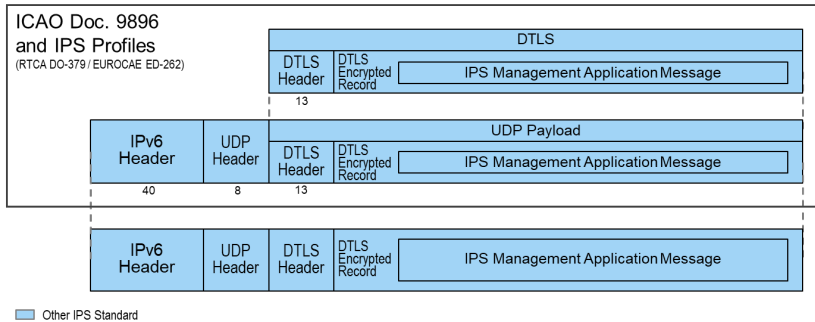 ICAO Doc. 9896
and IPS Profiles
(RTCA DO-379 / EUROCAE ED-262)
DTLS
DTLS
Header
DTLS
Encrypted
Record
IPS Management Application Message
13
IPv6
Header
UDP
Header
UDP Payload
DTLS
Header
DTLS
Encrypted
Record
IPS Management Application Message
40
8
13
IPv6
Header
UDP
Header
DTLS
Header
DTLS
Encrypted
Record
IPS Management Application Message
Other IPS Standard